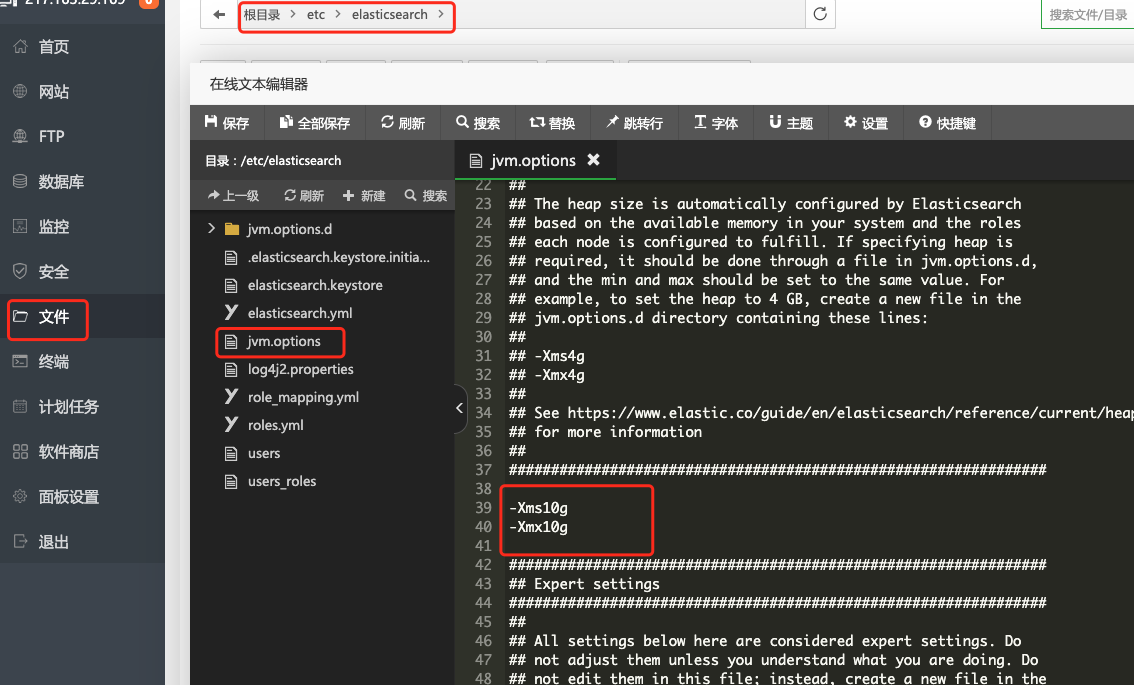 根目录 > etc > elasticsearch >
搜索文件/目录
首页
网站
FTP
数据库
监控
安全
文件
终端
计划任务
软件商店
面板设置
退出
在线文本编辑器
保存 全部保存 刷新 搜索 替换 跳转行 字体 主题 设置 快捷键
目录：/etc/elasticsearch
上一级 刷新 新建 搜索
jvm.options.d
.elasticsearch.keystore.initia...
elasticsearch.keystore
elasticsearch.yml
jvm.options
log4j2.properties
role_mapping.yml
roles.yml
users
users_roles
jvm.options
22 ##
23 ## The heap size is automatically configured by Elasticsearch
24 ## based on the available memory in your system and the roles
25 ## each node is configured to fulfill. If specifying heap is
26 ## required, it should be done through a file in jvm.options.d,
27 ## and the min and max should be set to the same value. For
28 ## example, to set the heap to 4 GB, create a new file in the
29 ## jvm.options.d directory containing these lines:
30 ##
31 ## -Xms4g
32 ## -Xmx4g
33 ##
34 ## See https://www.elastic.co/guide/en/elasticsearch/reference/current/heap
35 ## for more information
36 ##
37 ################################################################
38
39 -Xms10g
40 -Xmx10g
41
42 ################################################################
43 ## Expert settings
44 ################################################################
45 ##
46 ## All settings below here are considered expert settings. Do
47 ## not adjust them unless you understand what you are doing. Do
48 ## not edit them in this file; instead, create a new file in the